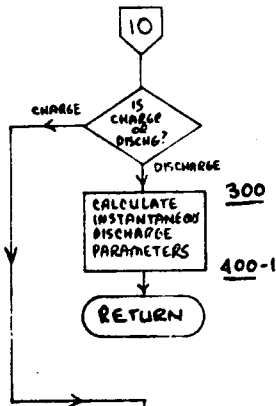 10
IS
CHARGE
OR
DISCHG?
CHARGE
DISCHARGE
300
CALCULATE
INSTANTANEOUS
DISCHARGE
PARAMETERS
400-1
RETURN